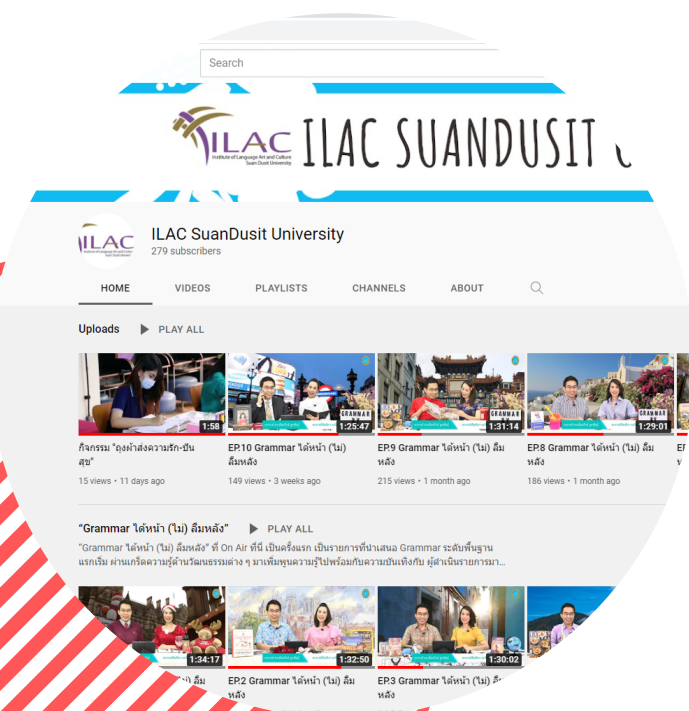 Search
ILAC
Institute of Language Art and Culture
Suan Dusit University
ILAC SUANDUSIT
ILAC
ILAC SuanDusit University
279 subscribers
HOME VIDEOS PLAYLISTS CHANNELS ABOUT
Uploads PLAY ALL
1:58 1:25:47 1:31:14 1:29:01
GRANNMAR GRANNMAR GRANNMAR
กิจกรรม "ถุงผ้าส่งความรัก-ปัน EP.10 Grammar ได้หน้า (ไม่) EP.9 Grammar ได้หน้า (ไม่) ลืม EP.8 Grammar ได้หน้า (ไม่) ลืม
สุข" ลืมหลัง หลัง หลัง
15 views • 11 days ago 149 views • 3 weeks ago 215 views • 1 month ago 186 views • 1 month ago
"Grammar ได้หน้า (ไม่) ลืมหลัง" PLAY ALL
"Grammar ได้หน้า (ไม่) ลืมหลัง" ที่ On Air ที่นี่ เป็นครั้งแรก เป็นรายการที่นำเสนอ Grammar ระดับพื้นฐาน
แรกเริ่ม ผ่านเกร็ดความรู้ด้านวัฒนธรรมต่าง ๆ มาเพิ่มพูนความรู้ไปพร้อมกับความบันเทิงกับ ผู้ดำเนินรายการมา...
1:34:17 1:32:50 1:30:02
ลืม EP.2 Grammar ได้หน้า (ไม่) ลืม EP.3 Grammar ได้หน้า (ไม่)
หลัง หลัง